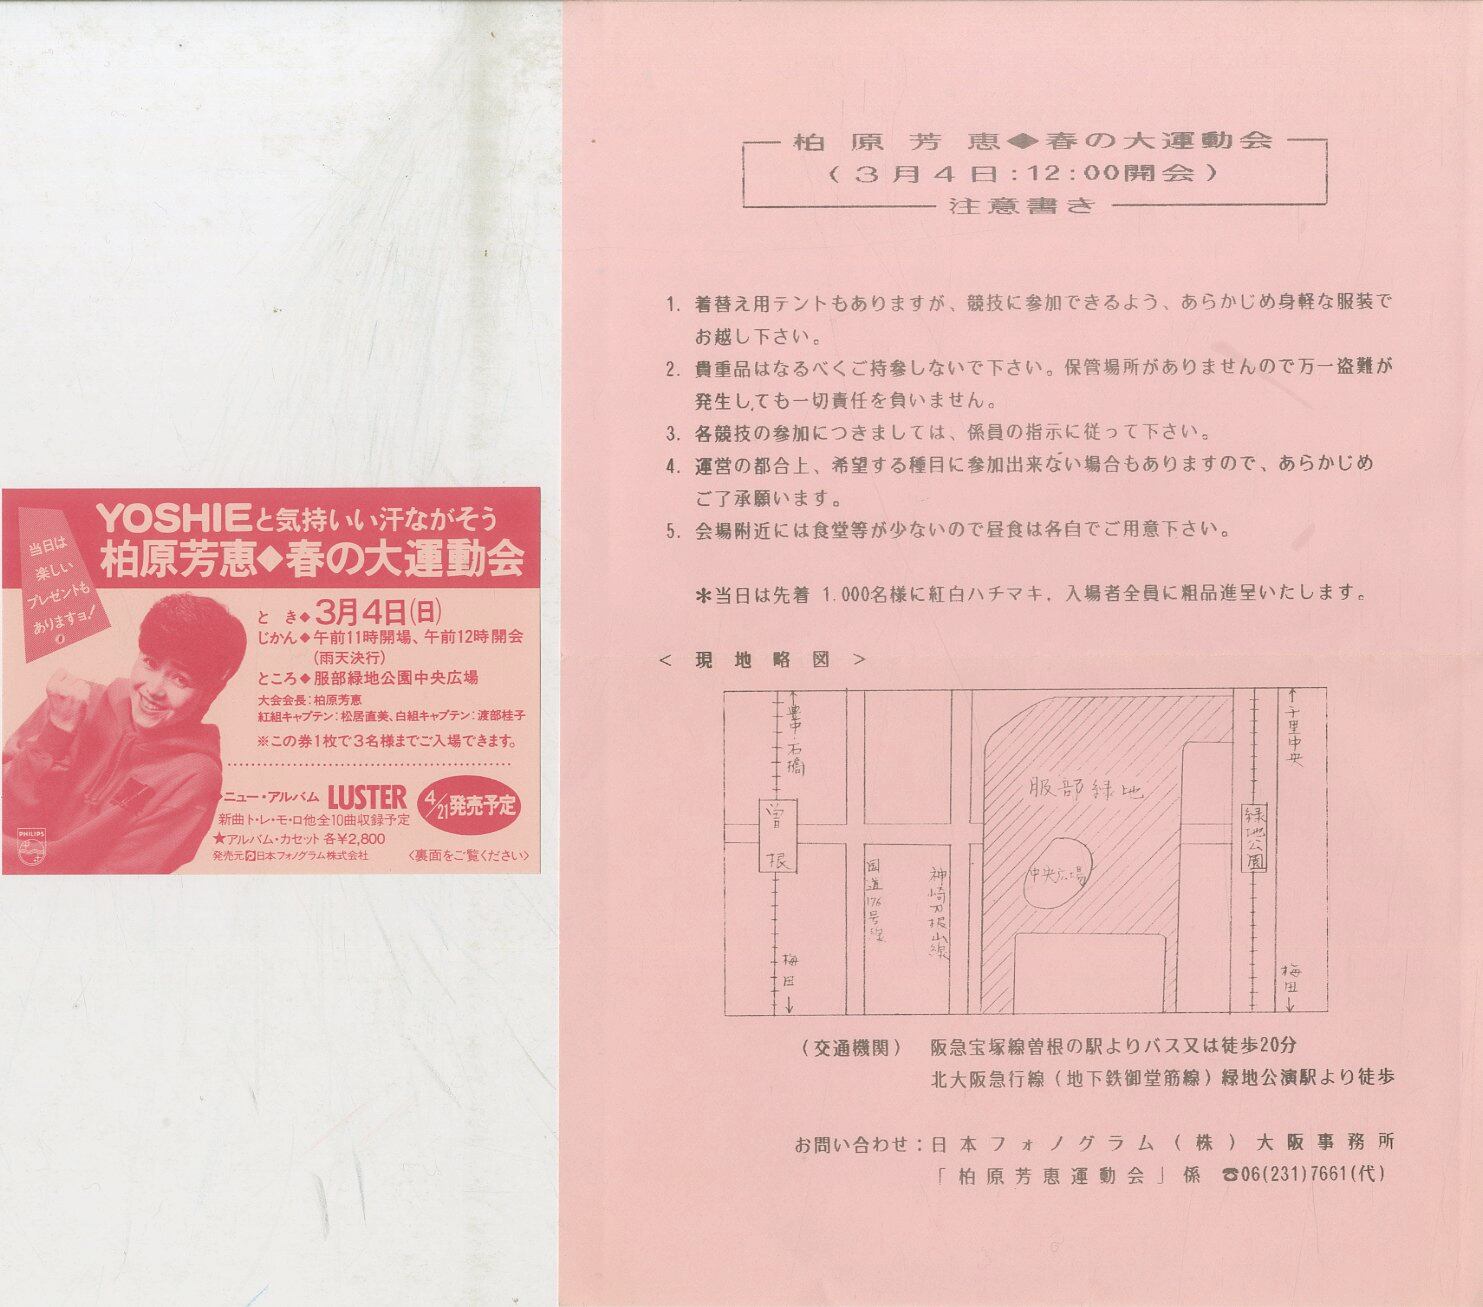 当日は
楽しい
プレゼントも
ありますョ!
YOSHIEと気持いい汗ながそう
柏原芳恵◆春の大運動会
とき◆3月4日(日)
じかん◆午前11時開場、午前12時開会
(雨天決行)
ところ◆服部緑地公園中央広場
大会会長:柏原芳恵
紅組キャプテン:松居直美、白組キャプテン:渡部桂子
※この券1枚で3名様までご入場できます。
ニュー・アルバム LUSTER 4/21発売予定
新曲ト・レ・モ・ロ他全10曲収録予定
★アルバム・カセット 各¥2,800
発売元 日本フォノグラム株式会社 〈裏面をご覧ください〉
PHILIPS
柏原芳恵◆春の大運動会
(3月4日:12:00開会)
注意書き
1. 着替え用テントもありますが、競技に参加できるよう、あらかじめ身軽な服装で
お越し下さい。
2. 貴重品はなるべくご持参しないで下さい。保管場所がありませんので万一盗難が
発生しても一切責任を負いません。
3. 各競技の参加につきましては、係員の指示に従って下さい。
4. 運営の都合上、希望する種目に参加出来ない場合もありますので、あらかじめ
ご了承願います。
5. 会場附近には食堂等が少ないので昼食は各自でご用意下さい。
*当日は先着 1.000名様に紅白ハチマキ. 入場者全員に粗品進呈いたします。
< 現地略図 >
↑豊中・石橋
曽根
梅田↓
国道176号線
神崎刀根山線
服部緑地
中央広場
↑千里中央
緑地公園
梅田↓
(交通機関) 阪急宝塚線曽根の駅よりバス又は徒歩20分
北大阪急行線(地下鉄御堂筋線)緑地公演駅より徒歩
お問い合わせ:日本フォノグラム(株)大阪事務所
「柏原芳恵運動会」係 ☎06(231)7661(代)